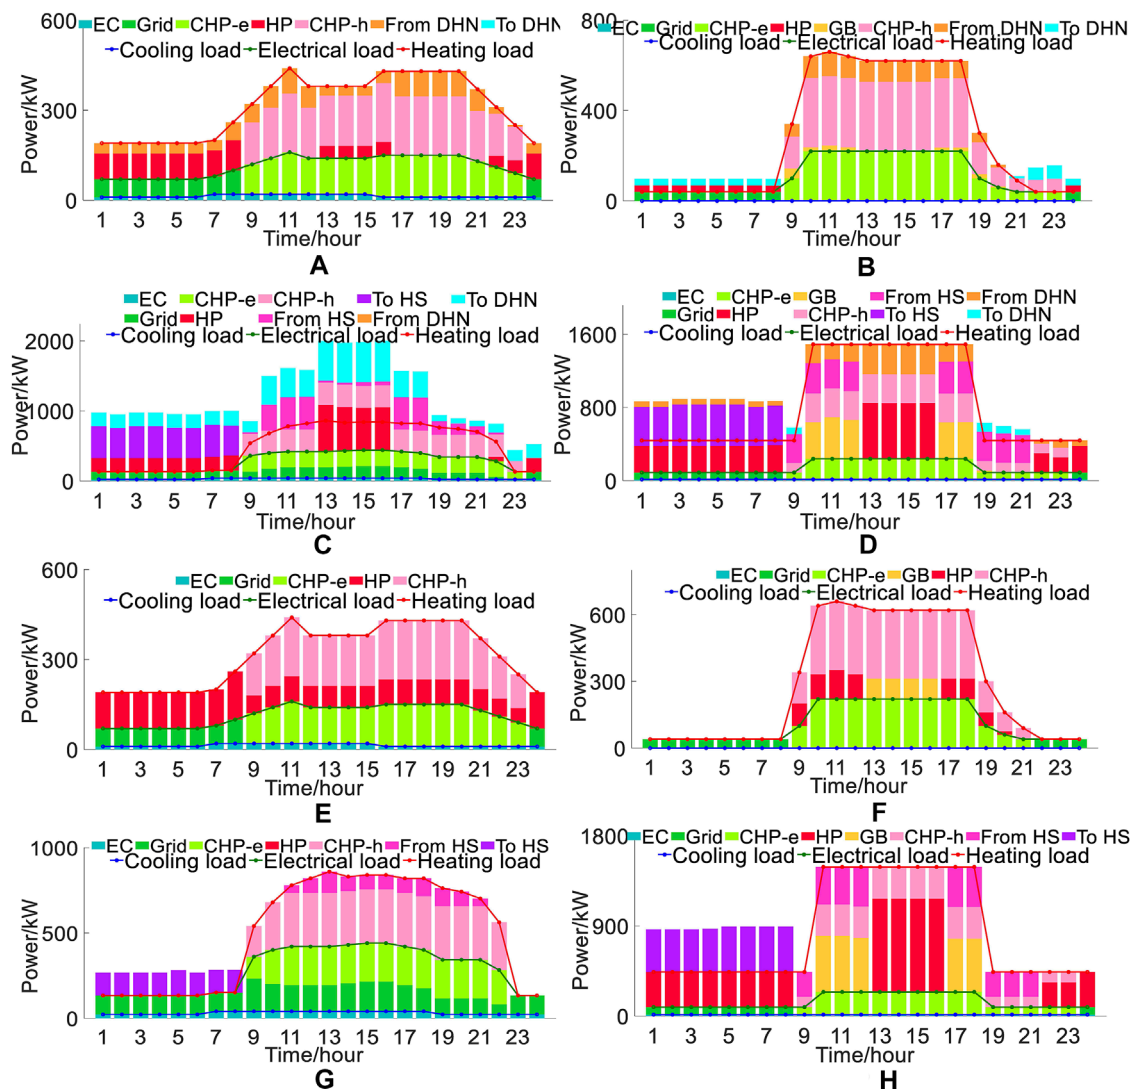 600
EC Grid CHP-e HP CHP-h From DHN To DHN
Cooling load Electrical load Heating load
300
0
Power/kW
1 3 5 7 9 11 13 15 17 19 21 23
Time/hour
A
800
EC Grid CHP-e HP GB CHP-h From DHN To DHN
Cooling load Electrical load Heating load
400
0
Power/kW
1 3 5 7 9 11 13 15 17 19 21 23
Time/hour
B
EC CHP-e CHP-h To HS To DHN
Grid HP From HS From DHN
Cooling load Electrical load Heating load
2000
1000
0
Power/kW
1 3 5 7 9 11 13 15 17 19 21 23
Time/hour
C
EC CHP-e GB From HS From DHN
Grid HP CHP-h To HS To DHN
Cooling load Electrical load Heating load
1600
800
0
Power/kW
1 3 5 7 9 11 13 15 17 19 21 23
Time/hour
D
600
EC Grid CHP-e HP CHP-h
Cooling load Electrical load Heating load
300
0
Power/kW
1 3 5 7 9 11 13 15 17 19 21 23
Time/hour
E
EC Grid CHP-e GB HP CHP-h
Cooling load Electrical load Heating load
600
300
0
Power/kW
1 3 5 7 9 11 13 15 17 19 21 23
Time/hour
F
1000
EC Grid CHP-e HP CHP-h From HS To HS
Cooling load Electrical load Heating load
500
0
Power/kW
1 3 5 7 9 11 13 15 17 19 21 23
Time/hour
G
1800
EC Grid CHP-e HP GB CHP-h From HS To HS
Cooling load Electrical load Heating load
900
0
Power/kW
1 3 5 7 9 11 13 15 17 19 21 23
Time/hour
H